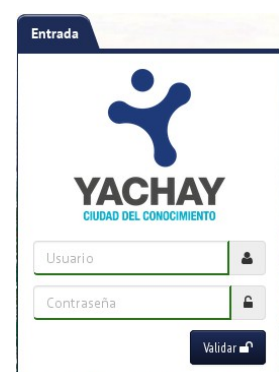 Entrada
YACHAY
CIUDAD DEL CONOCIMIENTO
Usuario
Contraseña
Validar